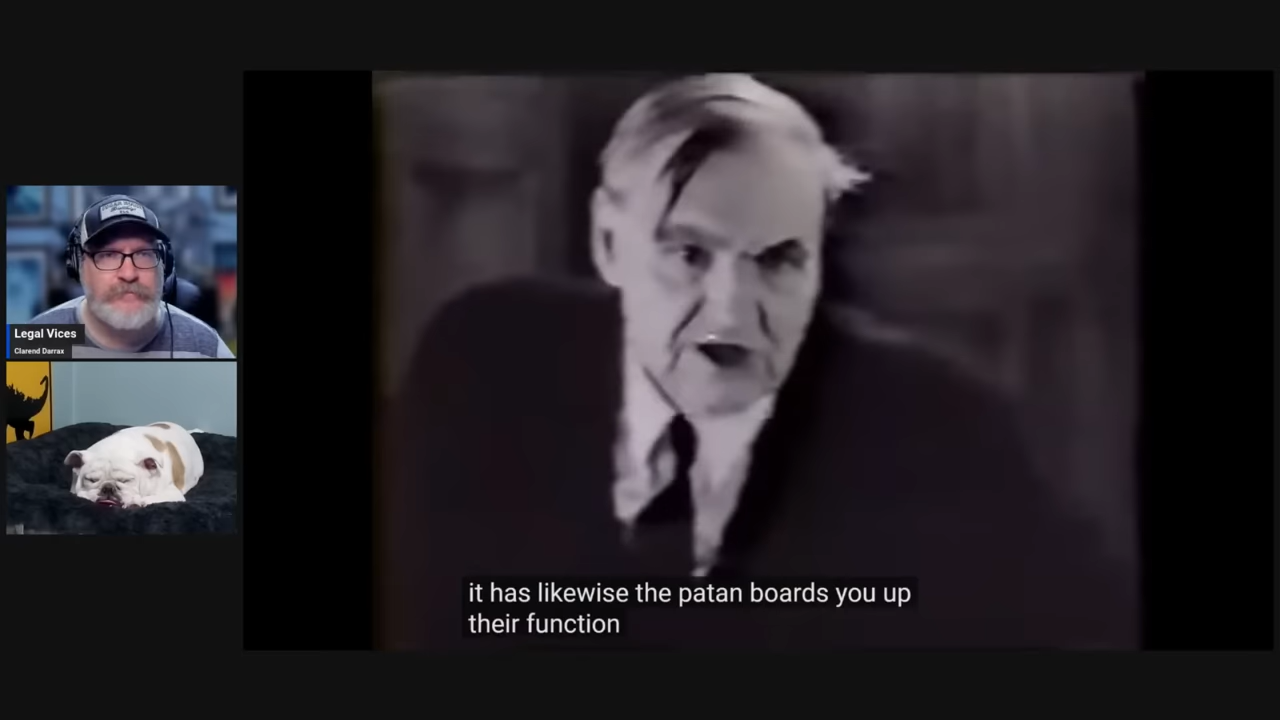 Legal Vices
Clarend Darrax
it has likewise the patan boards you up
their function